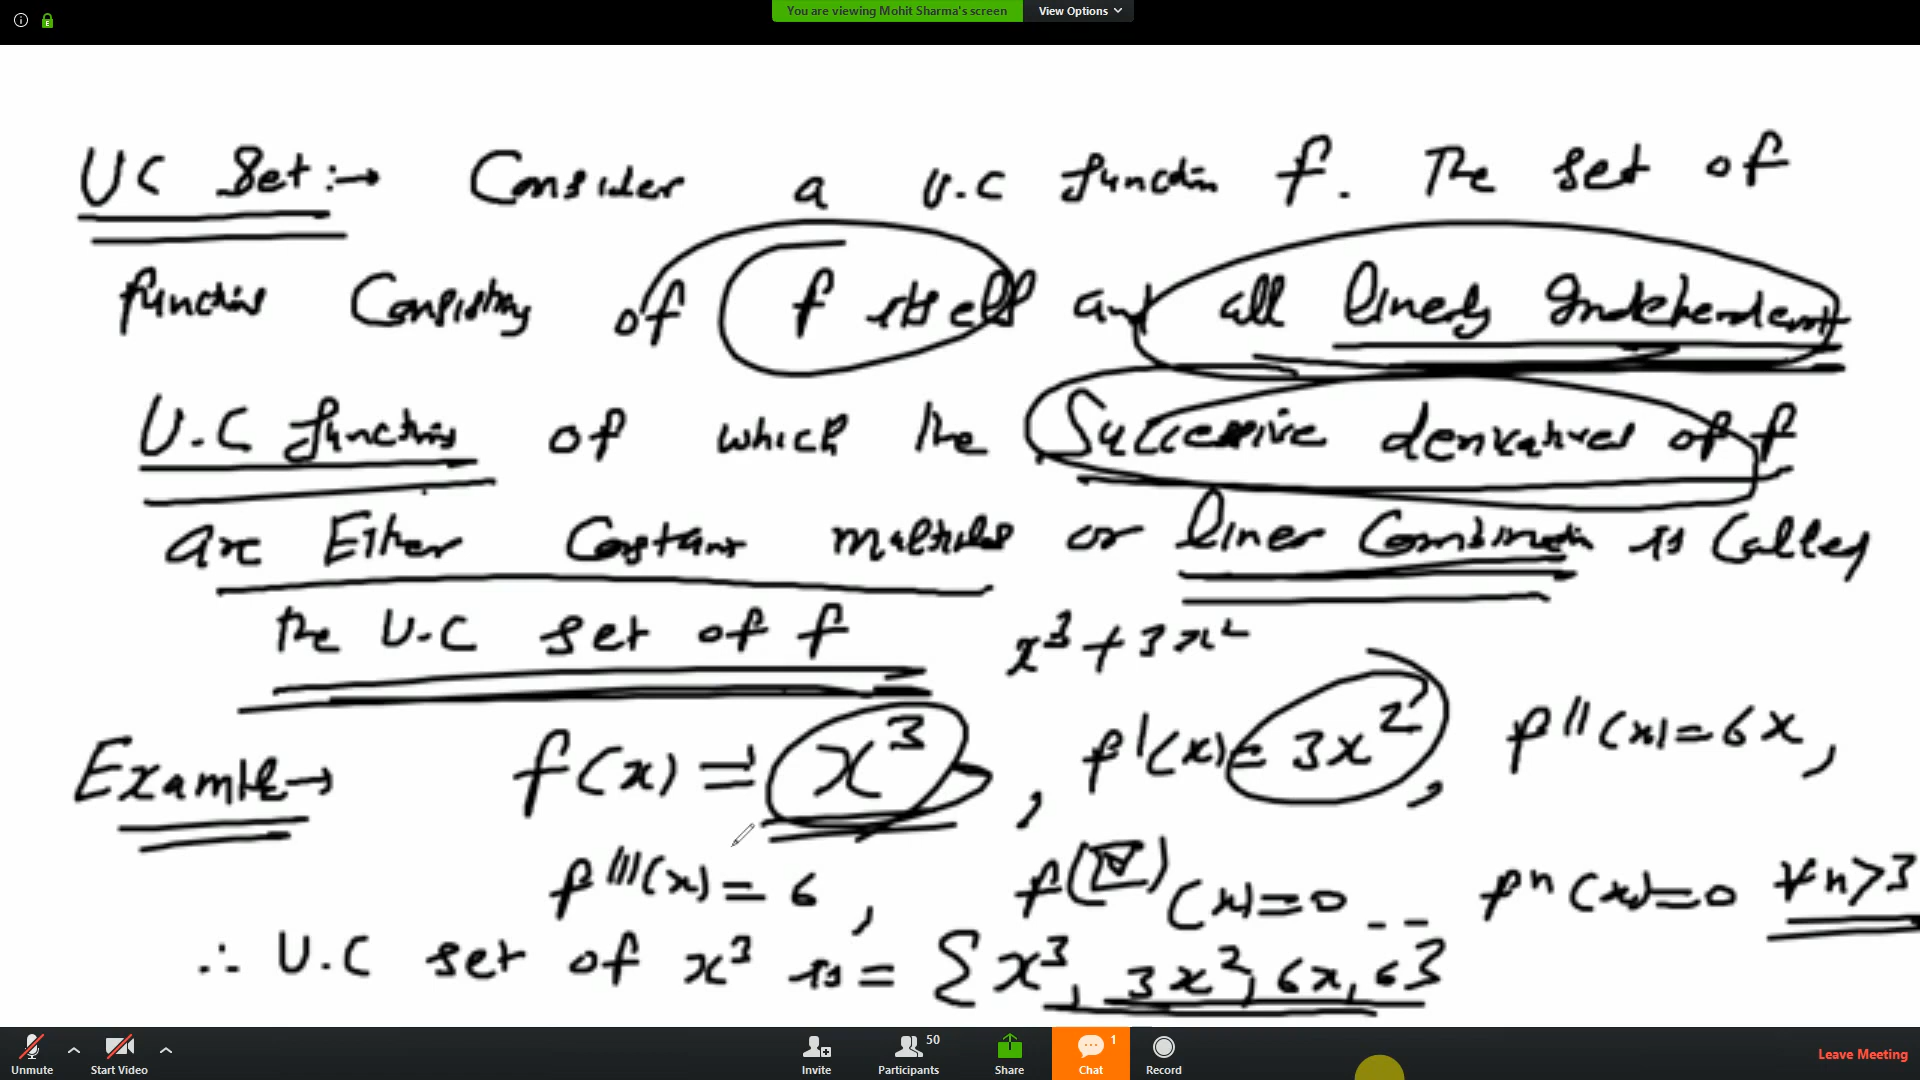 You are viewing Mohit Sharma's screen View Options
UC Set:→ Consider a U.C function f. The set of
functions Consisting of f itself and all linerly Independent
U.C functions of which the Successive derivatives of f
are Either Constant multiples or liner Combination is Called
the U.C set of f x³+3x²
Example→ f(x)=x³, f'(x)=3x², f''(x)=6x,
f'''(x)=6, f⁽ᴵⱽ⁾(x)=0 -- fⁿ(x)=0 ∀n>3
∴ U.C set of x³ is = {x³, 3x², 6x, 6}
Unmute Start Video Invite Participants 50 Share Chat 1 Record Leave Meeting